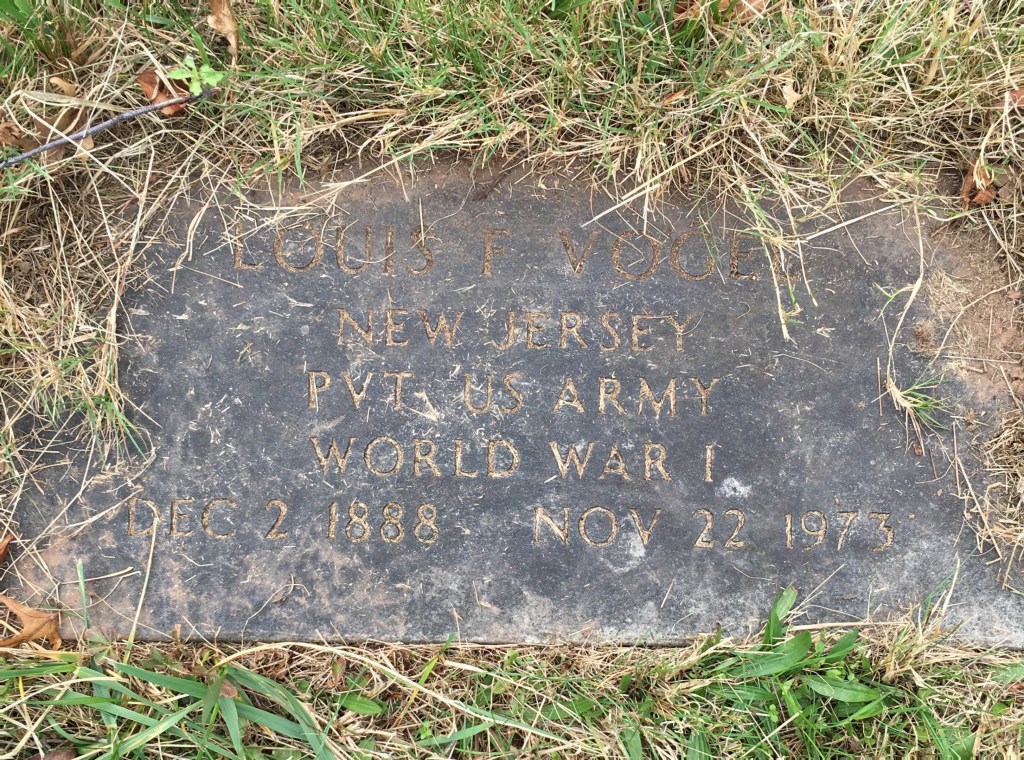 LOUIS F VOGEL
NEW JERSEY
PVT US ARMY
WORLD WAR I
DEC 2 1888 NOV 22 1973